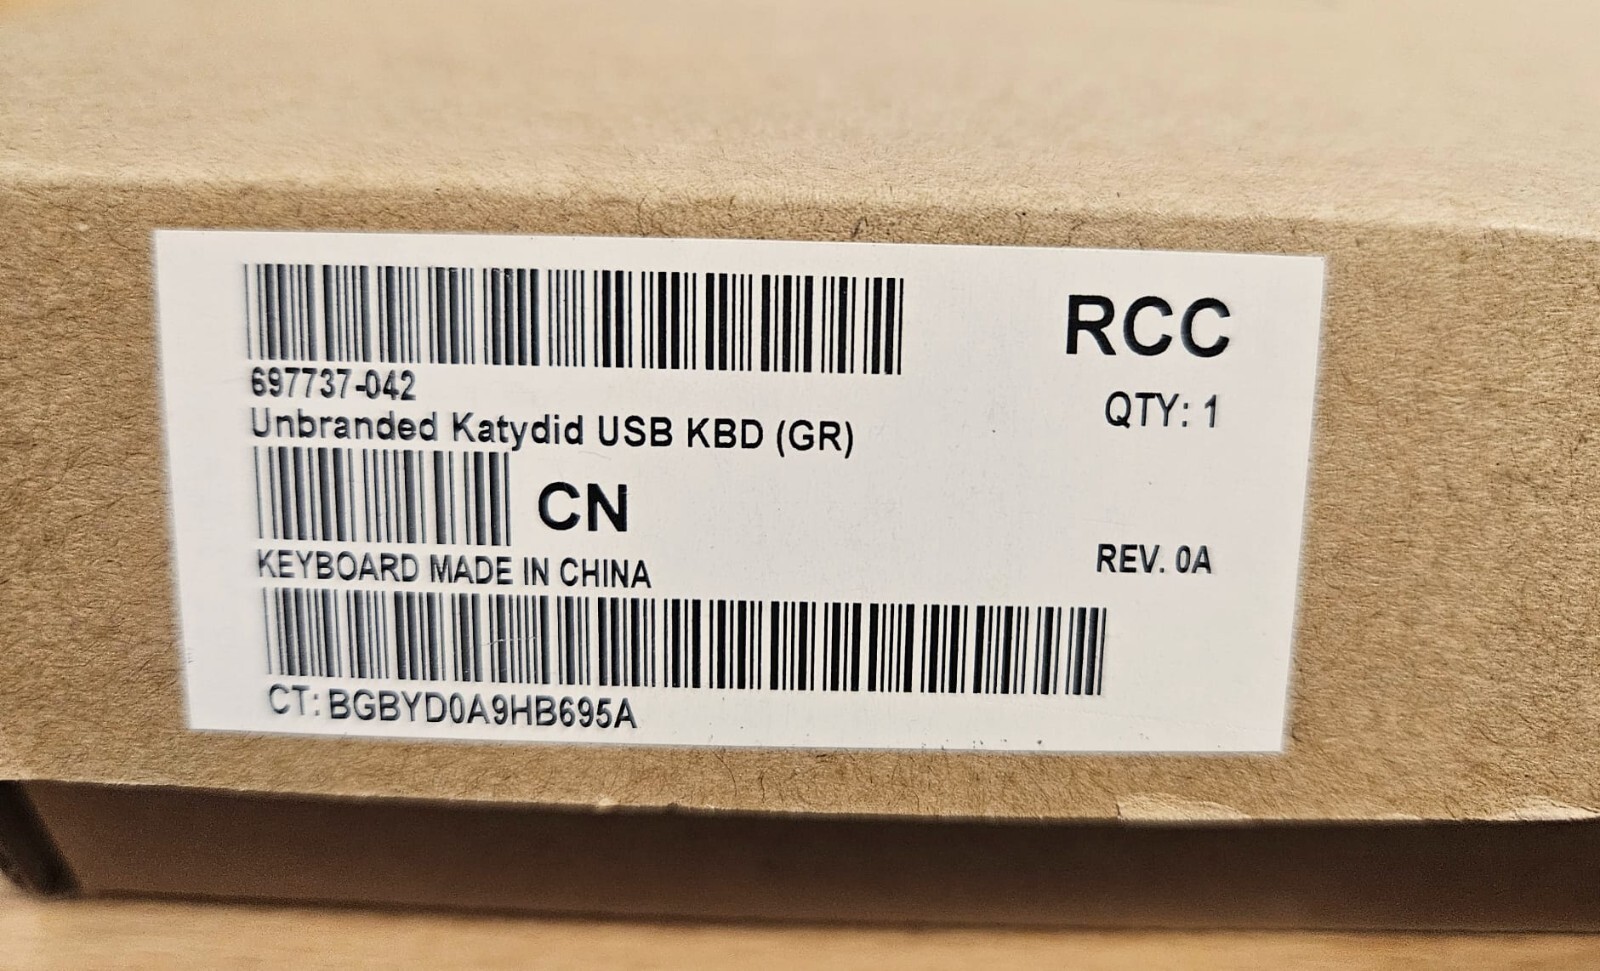 RCC
697737-042
QTY: 1
Unbranded Katydid USB KBD (GR)
CN
KEYBOARD MADE IN CHINA
REV. 0A
CT: BGBYD0A9HB695A